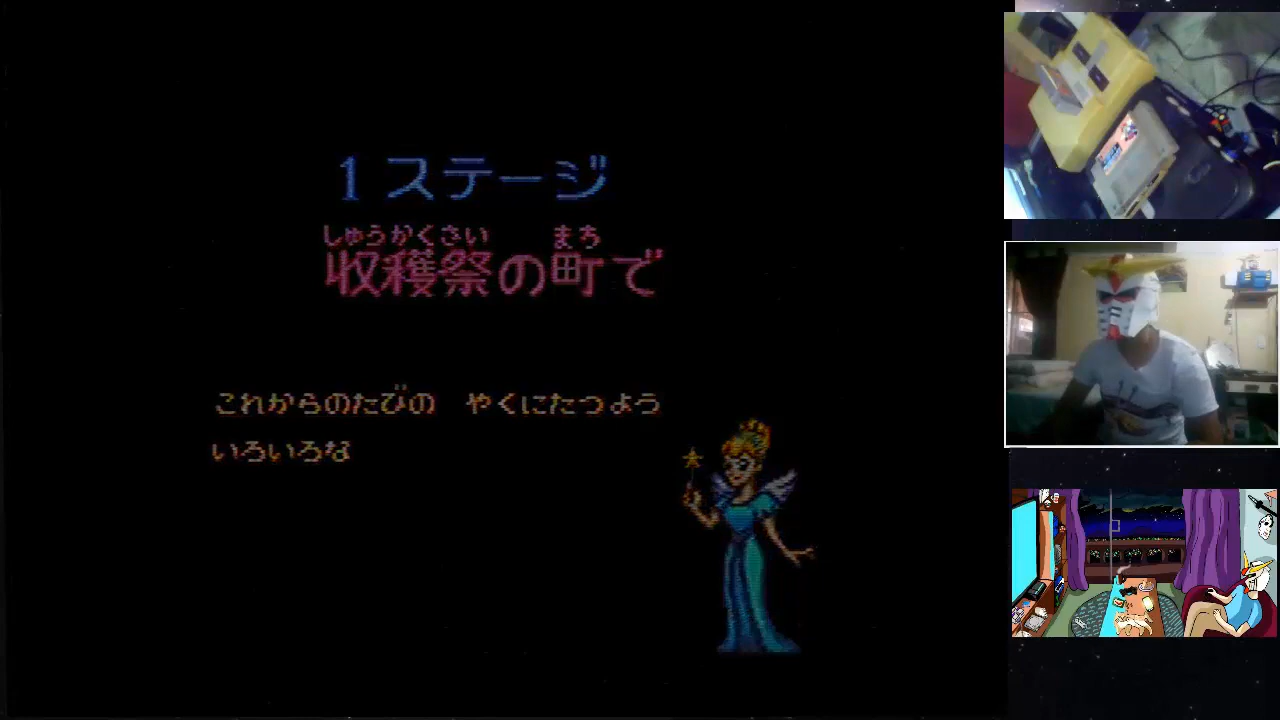 1 ステージ
しゅうかくさい まち
収穫祭の町で
これからのたびの やくにたつよう
いろいろな